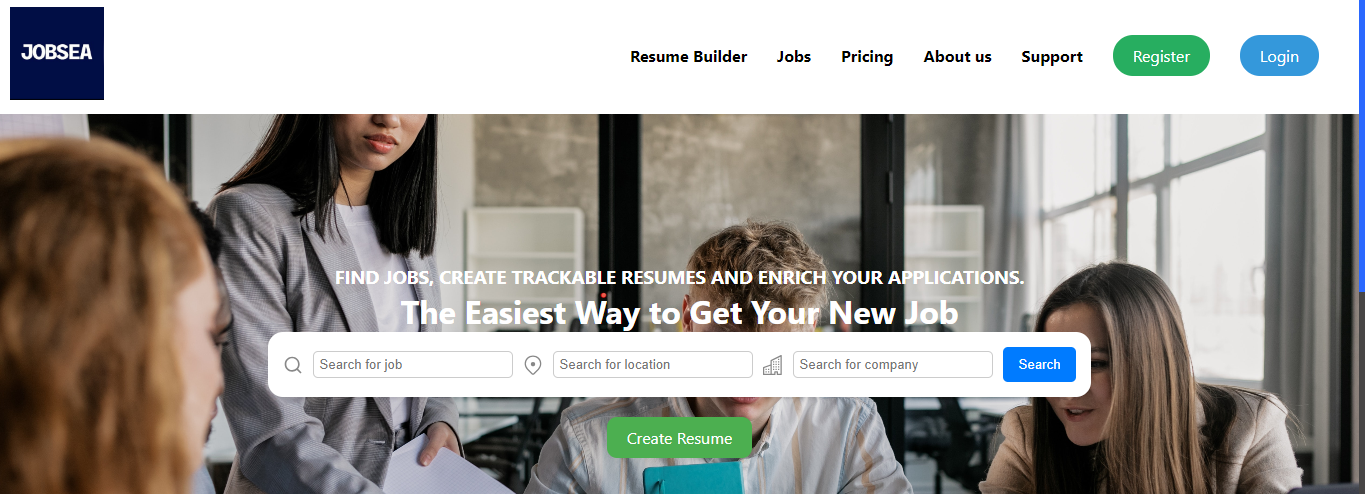 JOBSEA
Resume Builder Jobs Pricing About us Support Register Login
FIND JOBS, CREATE TRACKABLE RESUMES AND ENRICH YOUR APPLICATIONS.
The Easiest Way to Get Your New Job
Search for job Search for location Search for company Search
Create Resume